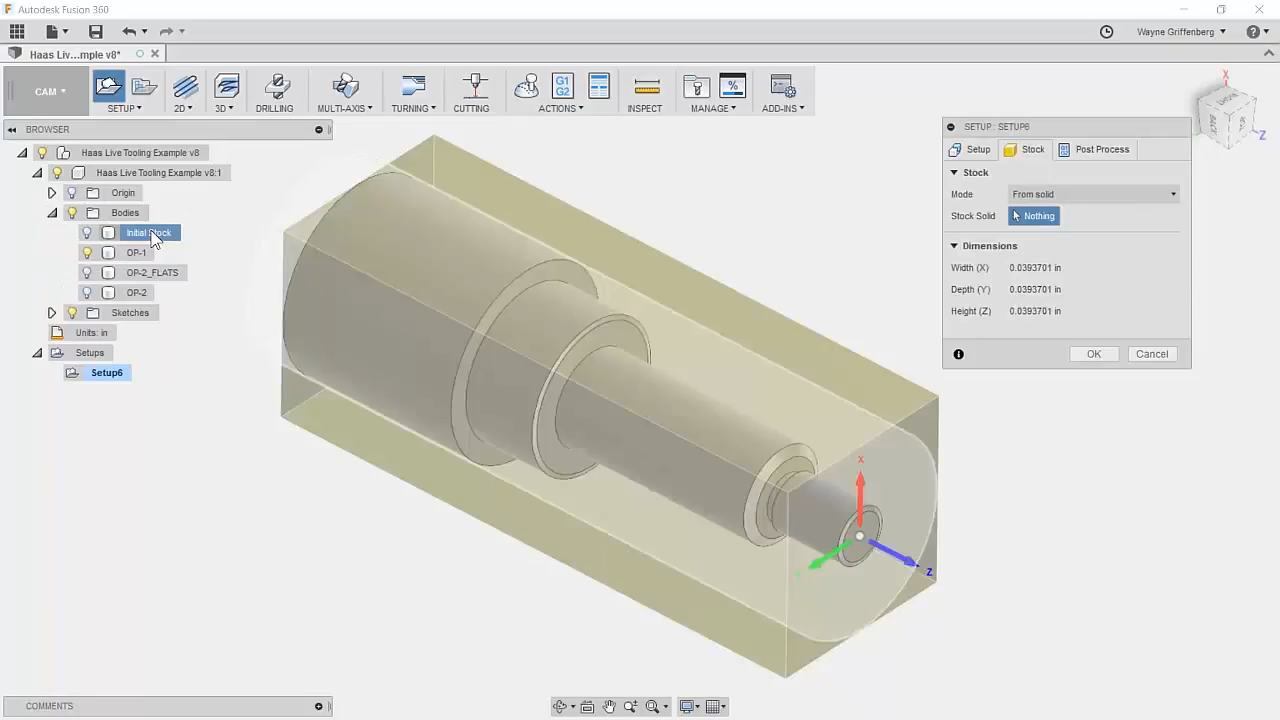 Autodesk Fusion 360
Wayne Griffenberg
Haas Liv...mple v8*
CAM
SETUP
2D
3D
DRILLING
MULTI-AXIS
TURNING
CUTTING
G1
G2
ACTIONS
INSPECT
%
MANAGE
ADD-INS
BROWSER
Haas Live Tooling Example v8
Haas Live Tooling Example v8:1
Origin
Bodies
Initial Stock
OP-1
OP-2_FLATS
OP-2
Sketches
Units: in
Setups
Setup6
SETUP : SETUP6
Setup
Stock
Post Process
Stock
Mode
From solid
Stock Solid
Nothing
Dimensions
Width (X)
0.0393701 in
Depth (Y)
0.0393701 in
Height (Z)
0.0393701 in
OK
Cancel
X
Z
BACK
X
Z
COMMENTS